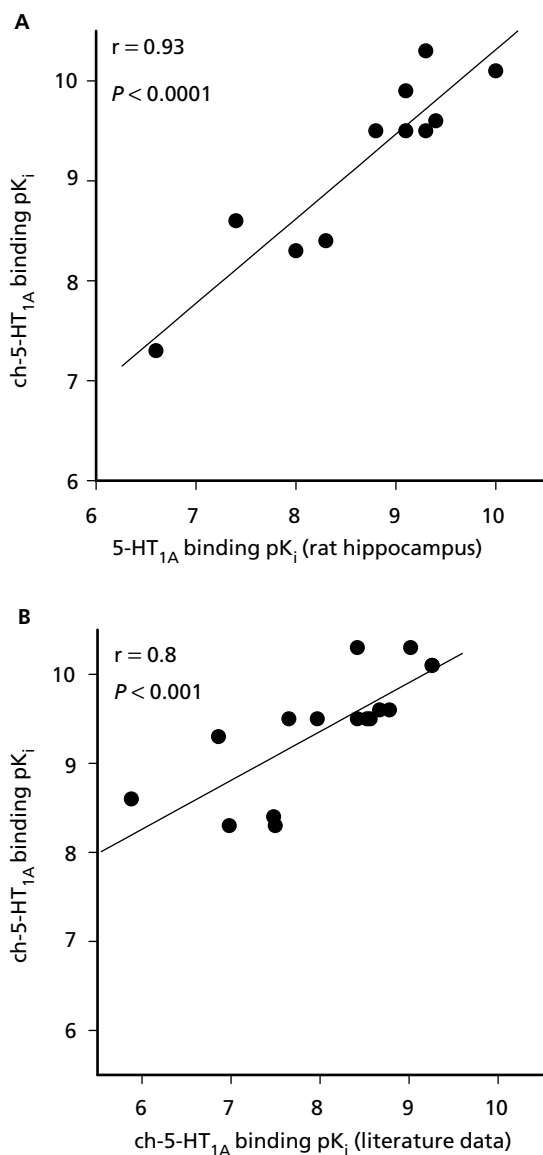 A
r = 0.93
P < 0.0001
10
9
8
7
6
ch-5-HT1A binding pKi
6 7 8 9 10
5-HT1A binding pKi (rat hippocampus)
B
r = 0.8
P < 0.001
10
9
8
7
6
ch-5-HT1A binding pKi
6 7 8 9 10
ch-5-HT1A binding pKi (literature data)